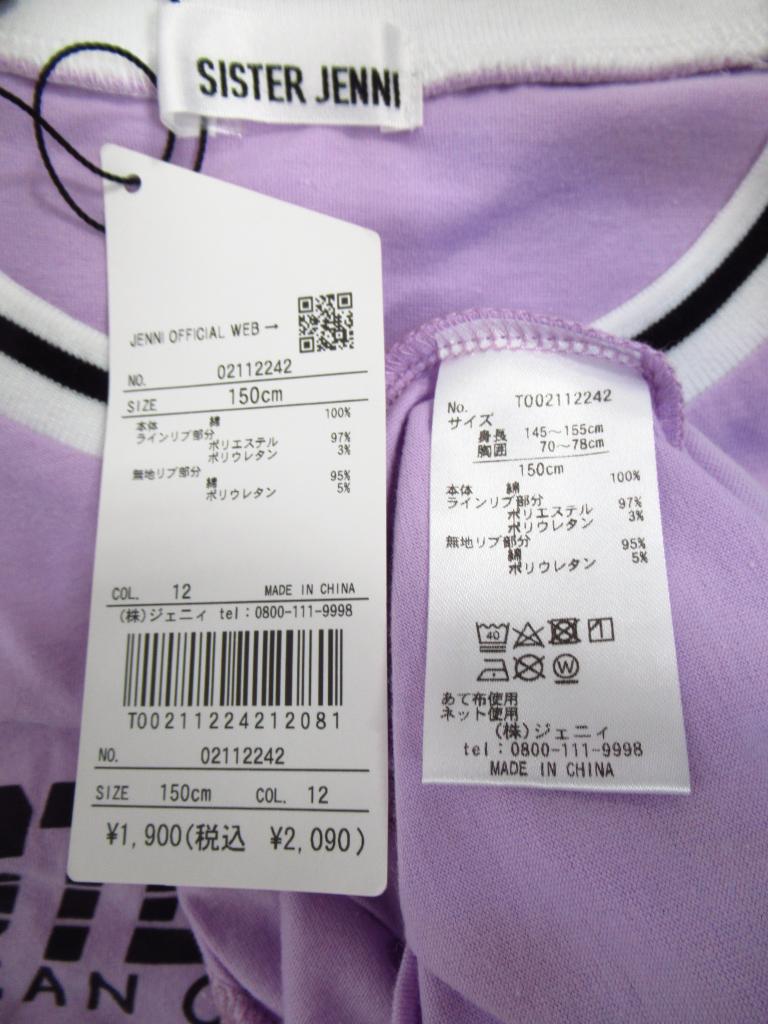 SISTER JENNI
JENNI OFFICIAL WEB →
NO. 02112242
SIZE 150cm
本体 綿 100%
ラインリブ部分
ポリエステル 97%
ポリウレタン 3%
無地リブ部分
綿 95%
ポリウレタン 5%
COL. 12 MADE IN CHINA
(株)ジェニィ tel:0800-111-9998
T00211224212081
NO. 02112242
SIZE 150cm COL. 12
¥1,900(税込 ¥2,090)
No. T002112242
サイズ
身長 145～155cm
胸囲 70～78cm
150cm
本体 綿 100%
ラインリブ部分
ポリエステル 97%
ポリウレタン 3%
無地リブ部分
綿 95%
ポリウレタン 5%
40
W
あて布使用
ネット使用
(株)ジェニィ
tel:0800-111-9998
MADE IN CHINA
CAN C